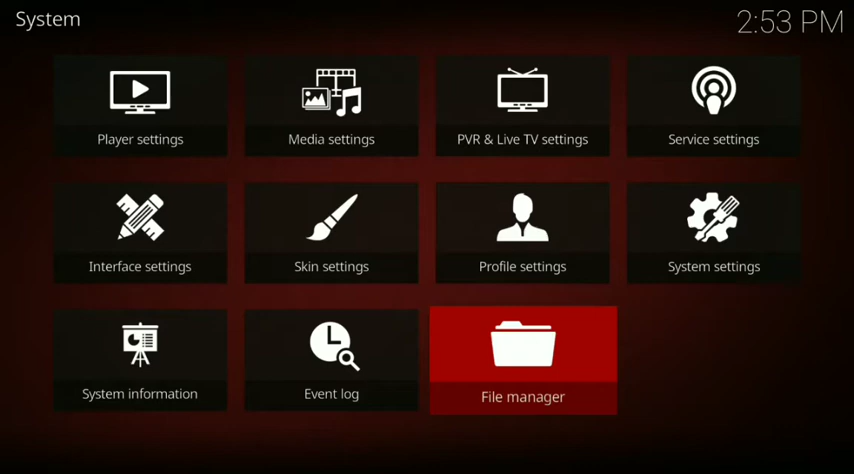 System
2:53 PM
Player settings
Media settings
PVR & Live TV settings
Service settings
Interface settings
Skin settings
Profile settings
System settings
System information
Event log
File manager